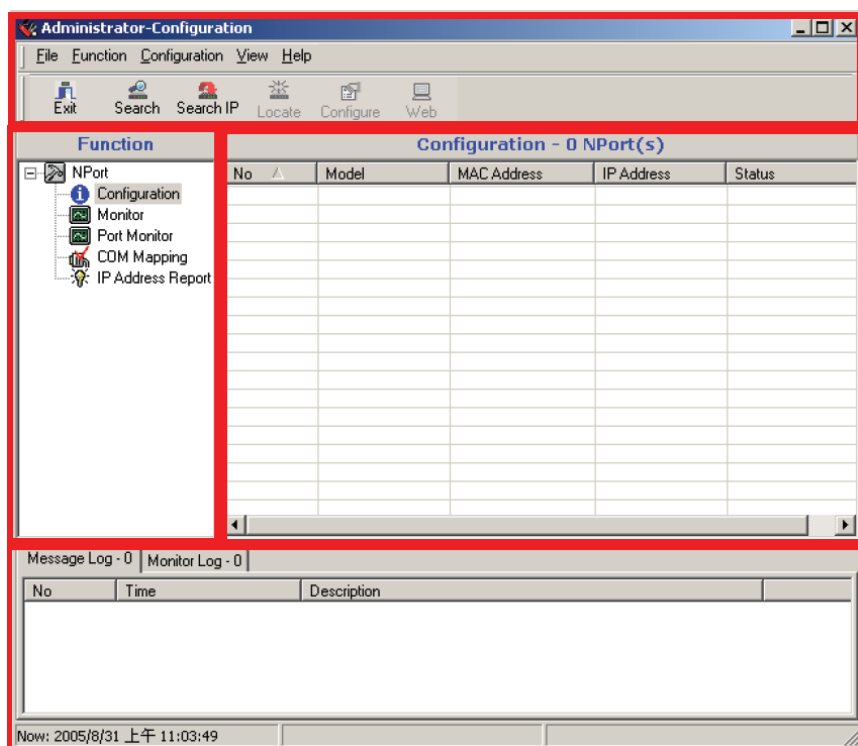 Administrator-Configuration
File Function Configuration View Help
Exit Search Search IP Locate Configure Web
Function
NPort
Configuration
Monitor
Port Monitor
COM Mapping
IP Address Report
Configuration - 0 NPort(s)
No Model MAC Address IP Address Status
Message Log - 0 Monitor Log - 0
No Time Description
Now: 2005/8/31 上午 11:03:49